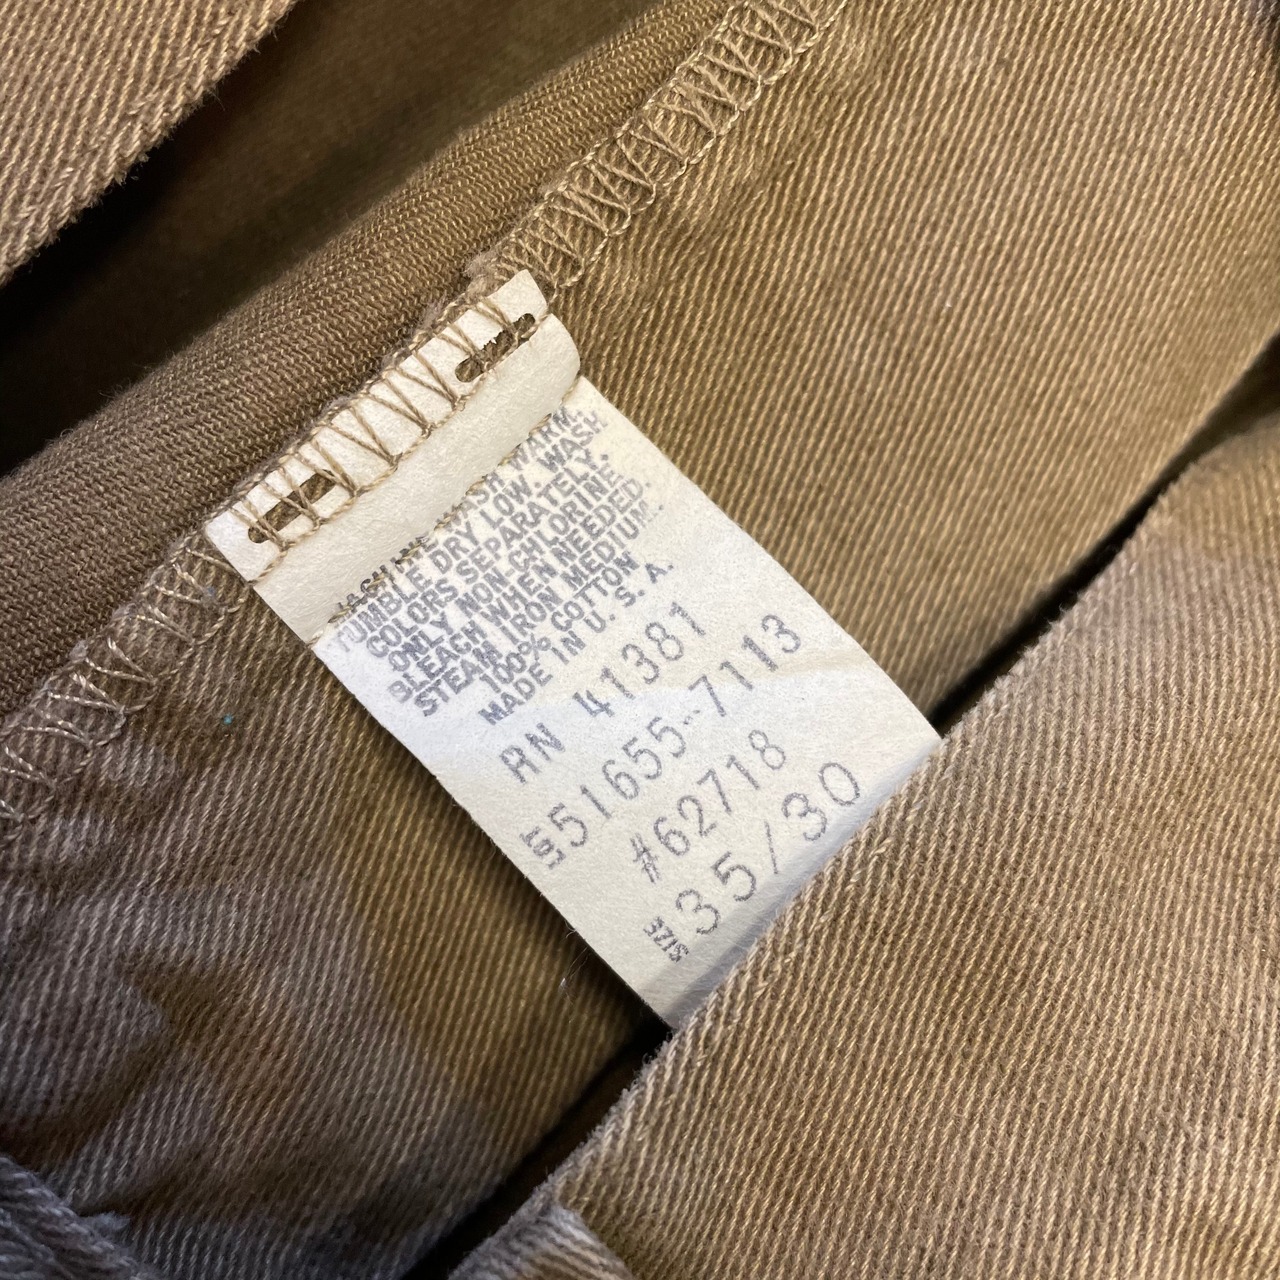 MACHINE WASH WARM.
TUMBLE DRY LOW. WASH
COLORS SEPARATELY.
ONLY NON-CHLORINE
BLEACH WHEN NEEDED.
STEAM IRON MEDIUM.
100% COTTON
MADE IN U. S. A.
RN 41381
LOT 51655-7113
#62718
SIZE 35/30